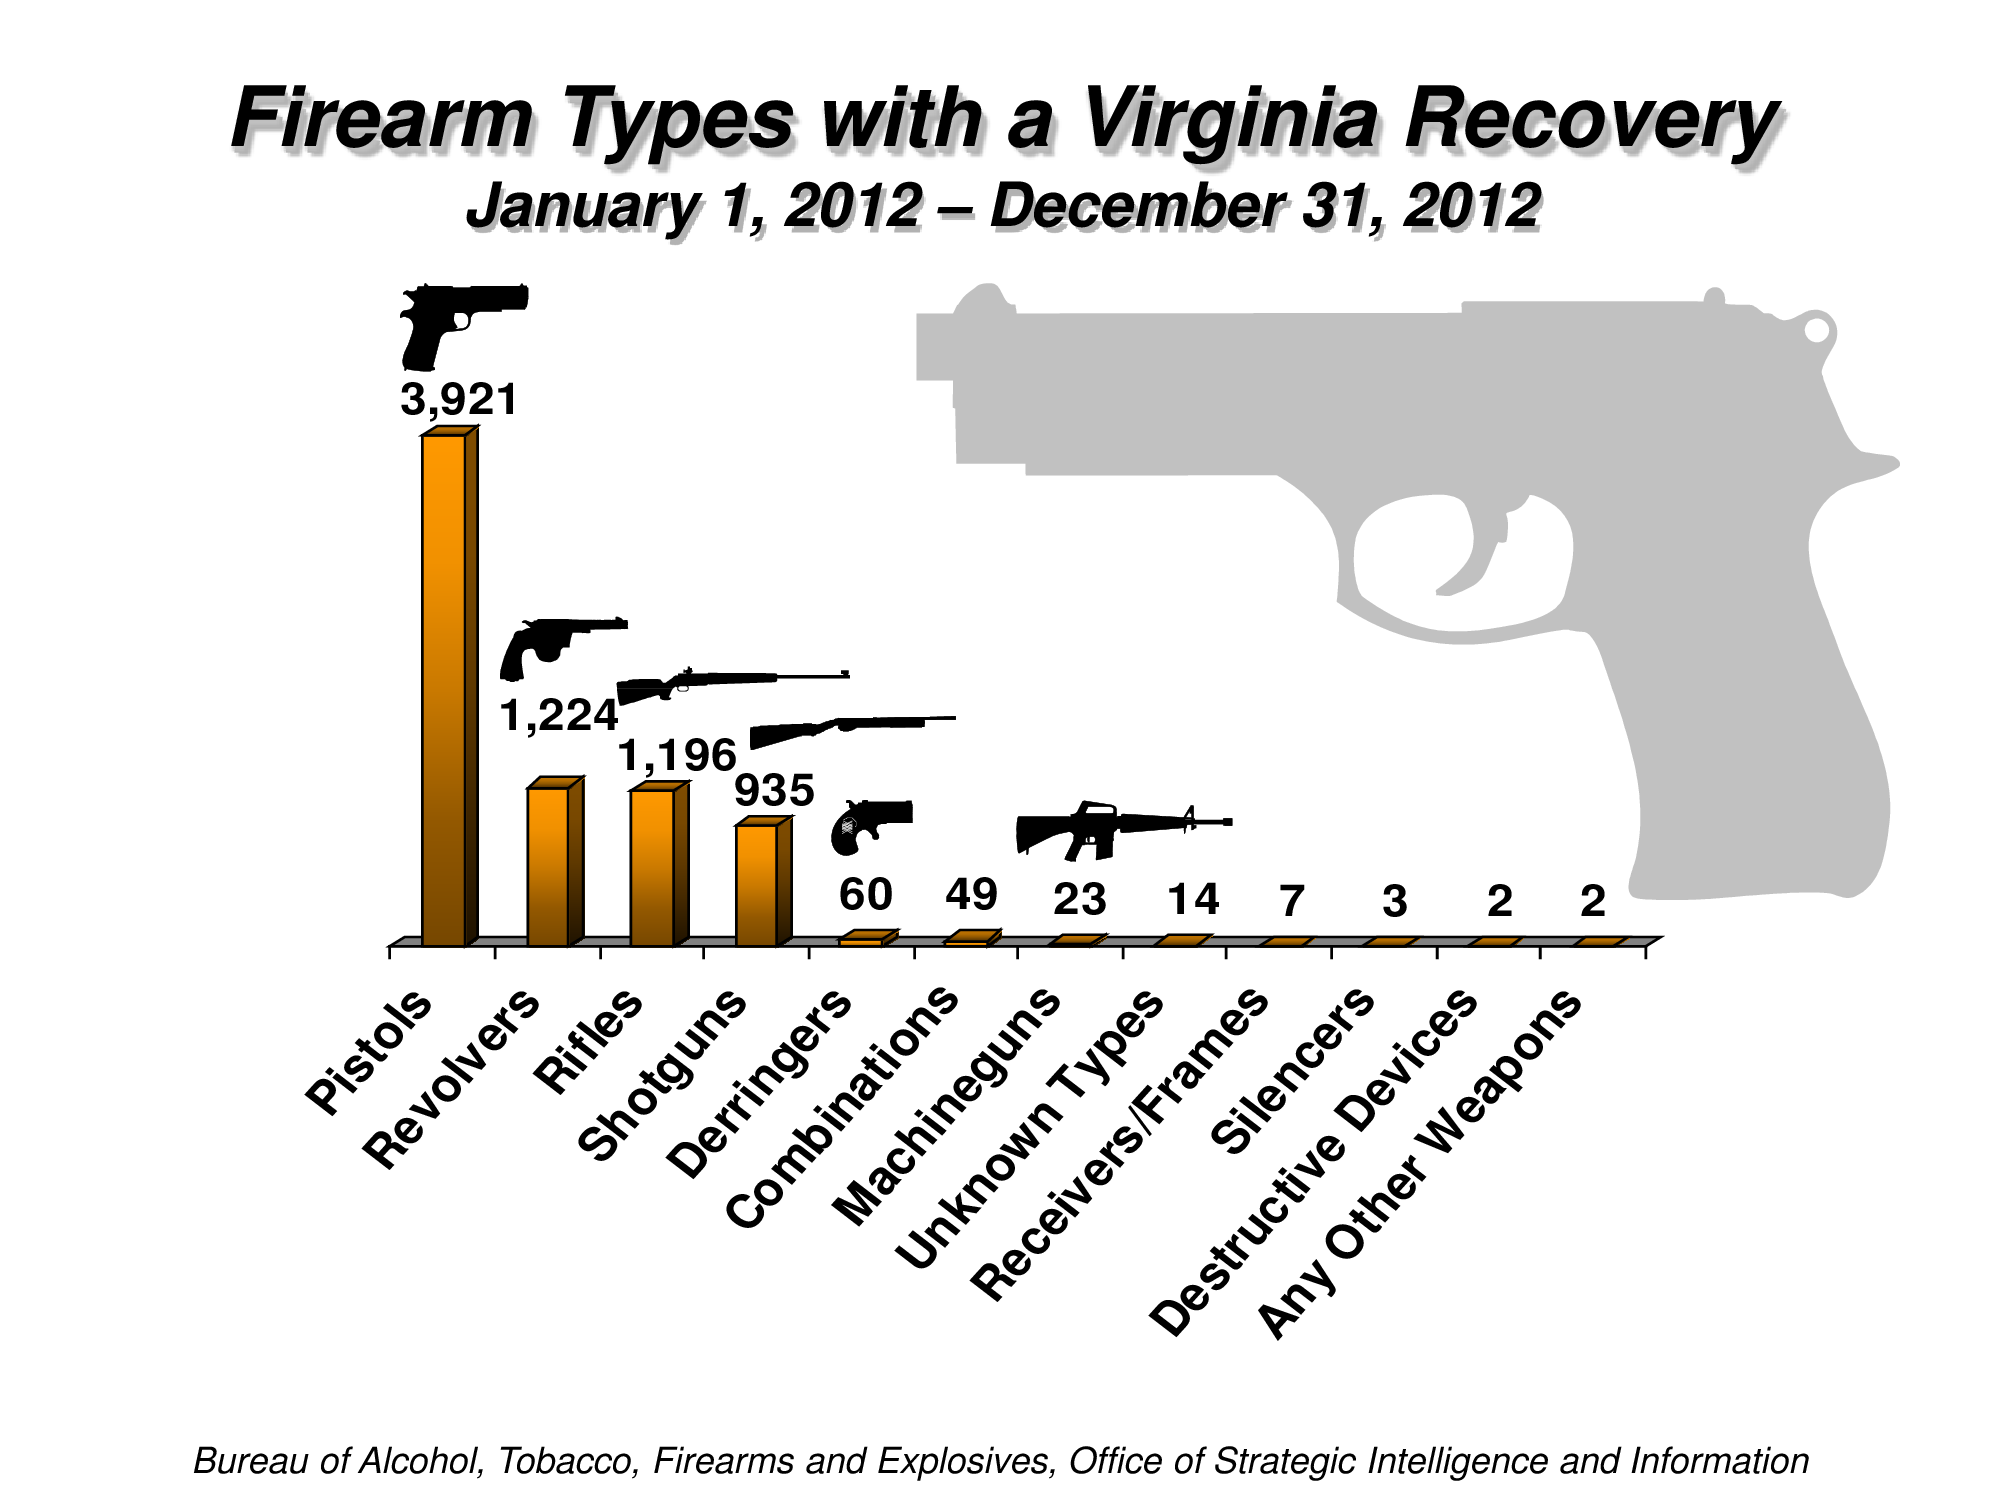 Firearm Types with a Virginia Recovery
January 1, 2012 – December 31, 2012
3,921
1,224
1,196
935
60
49
23
14
7
3
2
2
Pistols
Revolvers
Rifles
Shotguns
Derringers
Combinations
Machineguns
Unknown Types
Receivers/Frames
Silencers
Destructive Devices
Any Other Weapons
Bureau of Alcohol, Tobacco, Firearms and Explosives, Office of Strategic Intelligence and Information